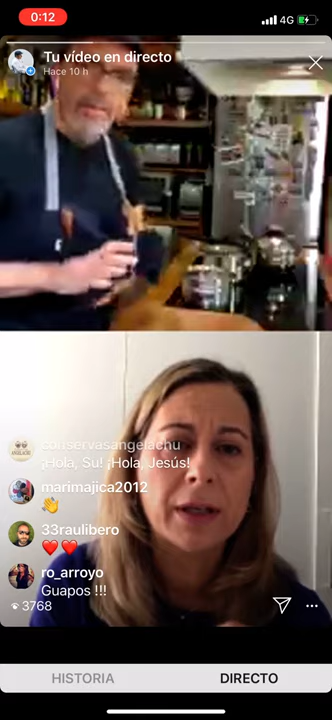 0:12
4G
Tu vídeo en directo
Hace 10 h
conservasangelachu
¡Hola, Su! ¡Hola, Jesús!
marimajica2012
👋
33raulibero
❤️❤️
ro_arroyo
Guapos !!!
3768
HISTORIA
DIRECTO